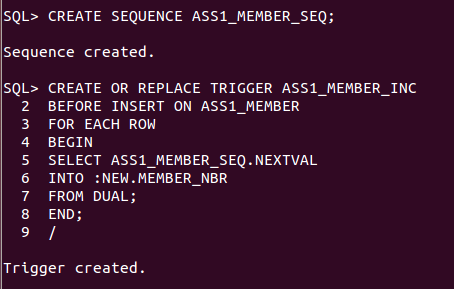 SQL> CREATE SEQUENCE ASS1_MEMBER_SEQ;
Sequence created.
SQL> CREATE OR REPLACE TRIGGER ASS1_MEMBER_INC
2 BEFORE INSERT ON ASS1_MEMBER
3 FOR EACH ROW
4 BEGIN
5 SELECT ASS1_MEMBER_SEQ.NEXTVAL
6 INTO :NEW.MEMBER_NBR
7 FROM DUAL;
8 END;
9 /
Trigger created.